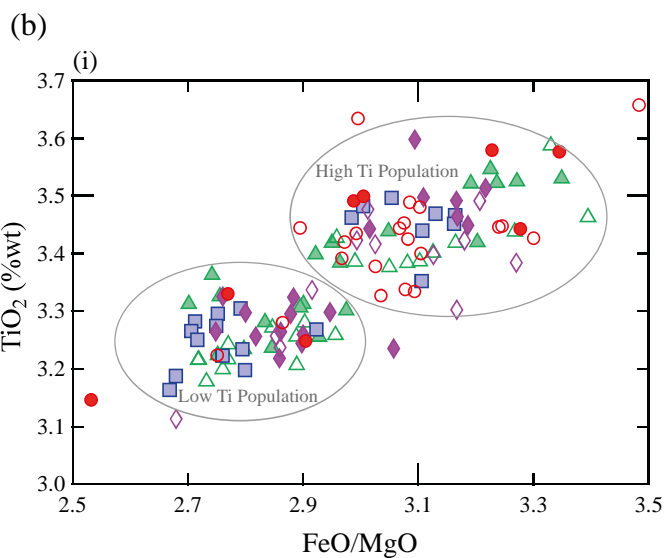 (b)
(i)
3.7
3.6
3.5
3.4
3.3
3.2
3.1
3.0
TiO₂ (%wt)
High Ti Population
Low Ti Population
2.5 2.7 2.9 3.1 3.3 3.5
FeO/MgO